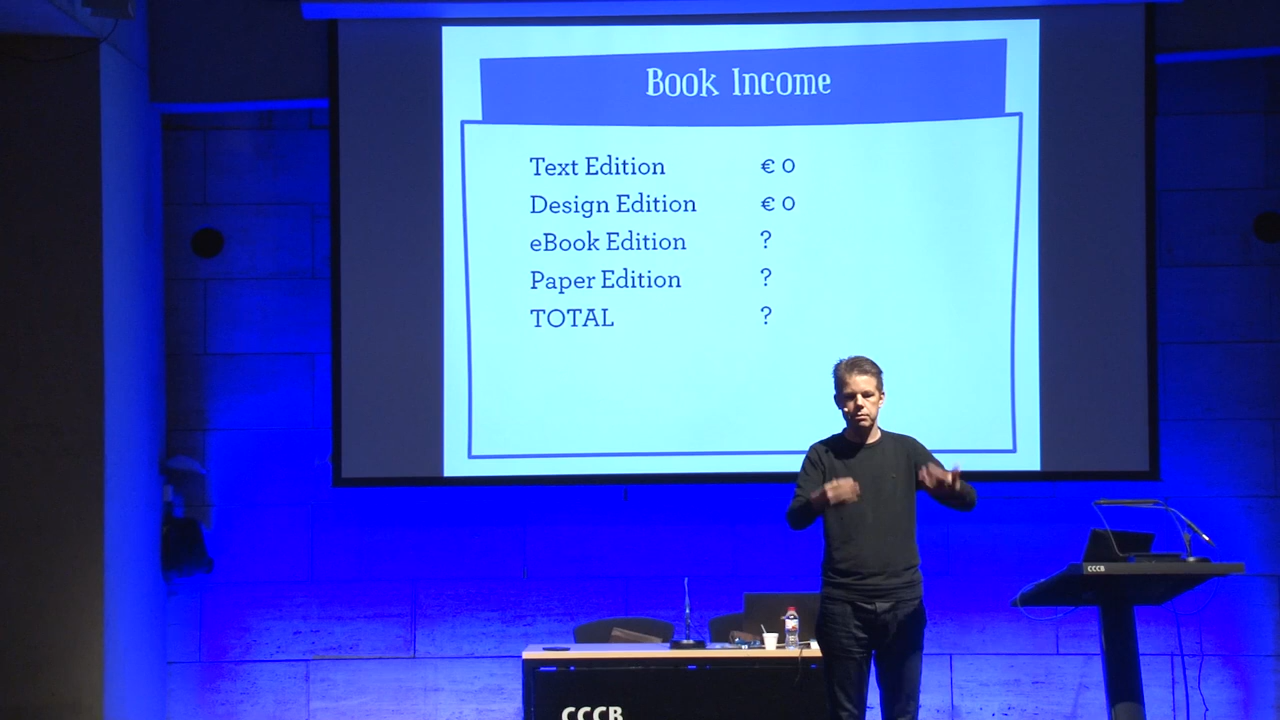 Book Income
Text Edition € 0
Design Edition € 0
eBook Edition ?
Paper Edition ?
TOTAL ?
CCCB
CCCB